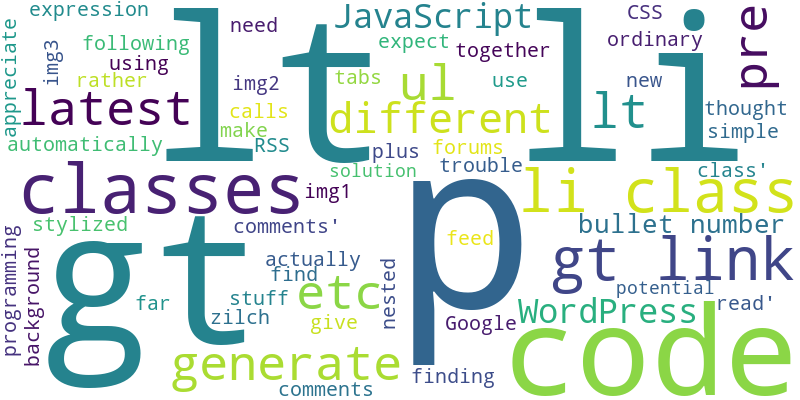 expression
need
JavaScript
CSS
ordinary
pre
appreciate
img3
following
using
rather
lt
li
expect
together
tabs
ul
use
new
img2
latest
calls
make
different
lt
thought
simple
automatically
RSS
plus
forums
solution
trouble
class'
classes
img1
li class
stylized
comments'
gt
p
feed
bullet number
programming
background
actually
find
nested
gt link
far
stuff
etc
potential
zilch
give
Google
WordPress
read'
generate
code
comments
finding